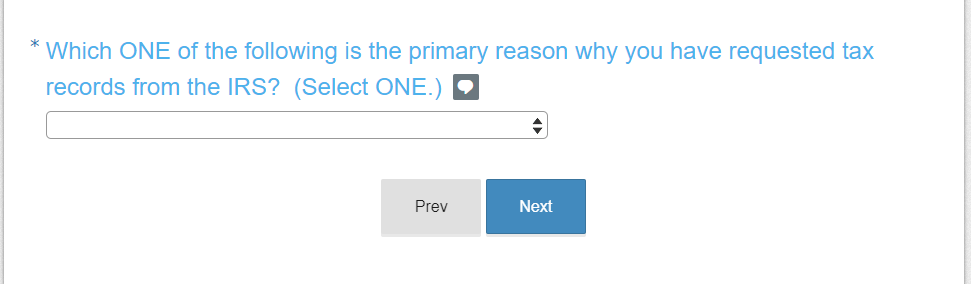 * Which ONE of the following is the primary reason why you have requested tax
records from the IRS?  (Select ONE.)
Prev
Next